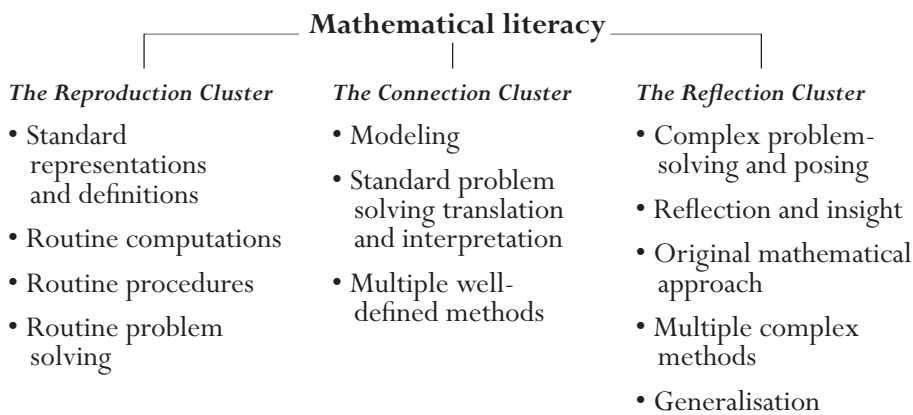 Mathematical literacy
The Reproduction Cluster
• Standard
representations
and definitions
• Routine computations
• Routine procedures
• Routine problem
solving
The Connection Cluster
• Modeling
• Standard problem
solving translation
and interpretation
• Multiple well-
defined methods
The Reflection Cluster
• Complex problem-
solving and posing
• Reflection and insight
• Original mathematical
approach
• Multiple complex
methods
• Generalisation